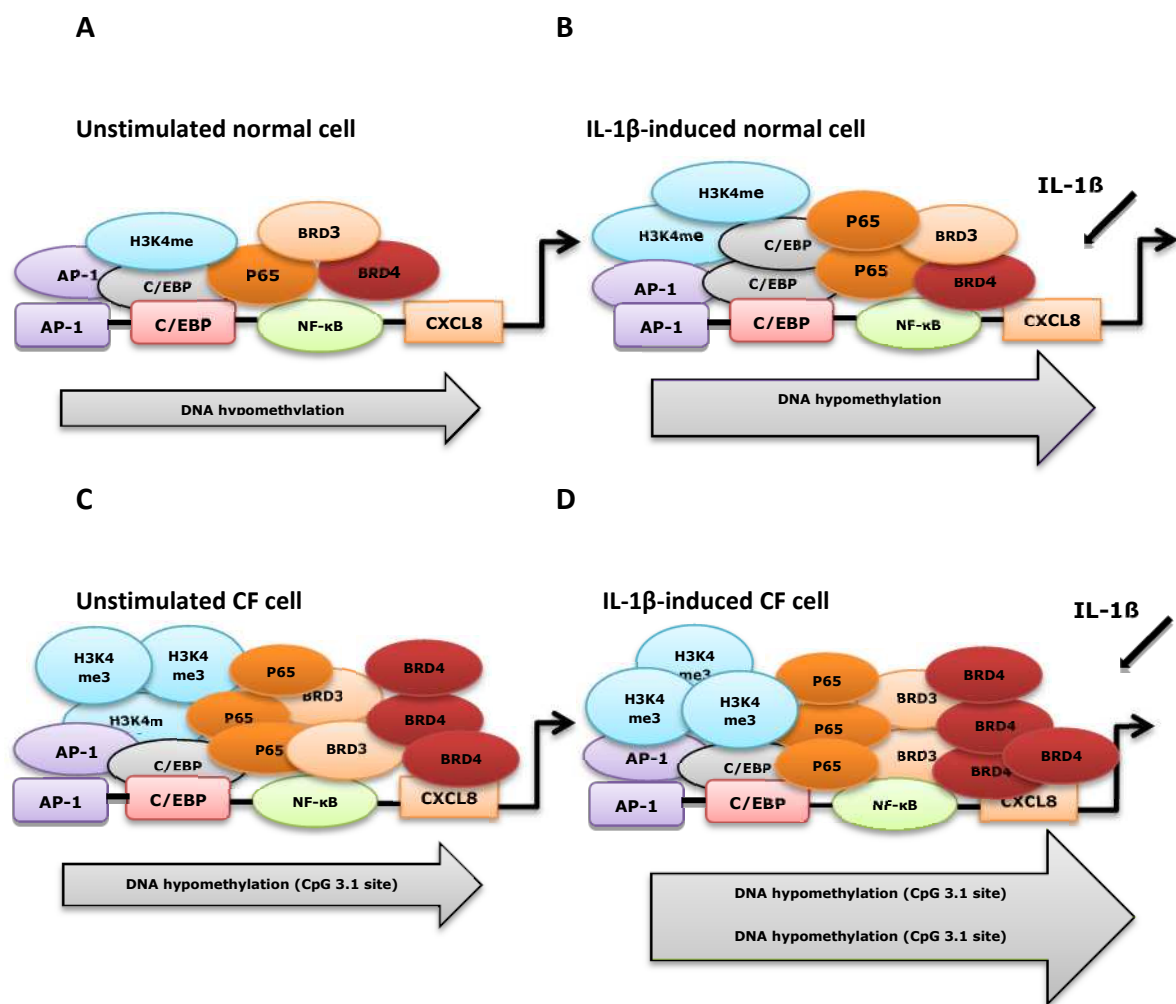 A
B
Unstimulated normal cell
IL-1β-induced normal cell
IL-1ß
H3K4me
BRD3
AP-1
C/EBP
P65
BRD4
AP-1
C/EBP
NF-κB
CXCL8
DNA hypomethylation
H3K4me
H3K4me
P65
C/EBP
BRD3
AP-1
C/EBP
P65
BRD4
AP-1
C/EBP
NF-κB
CXCL8
DNA hypomethylation
C
D
Unstimulated CF cell
IL-1β-induced CF cell
IL-1ß
H3K4
me3
H3K4
me3
P65
BRD4
BRD3
H3K4m
P65
BRD4
AP-1
C/EBP
P65
BRD3
BRD4
AP-1
C/EBP
NF-κB
CXCL8
DNA hypomethylation (CpG 3.1 site)
H3K4
me3
H3K4
me3
H3K4
me3
P65
BRD3
BRD4
P65
BRD4
BRD4
AP-1
C/EBP
P65
BRD3
BRD4
AP-1
C/EBP
NF-κB
CXCL8
DNA hypomethylation (CpG 3.1 site)
DNA hypomethylation (CpG 3.1 site)